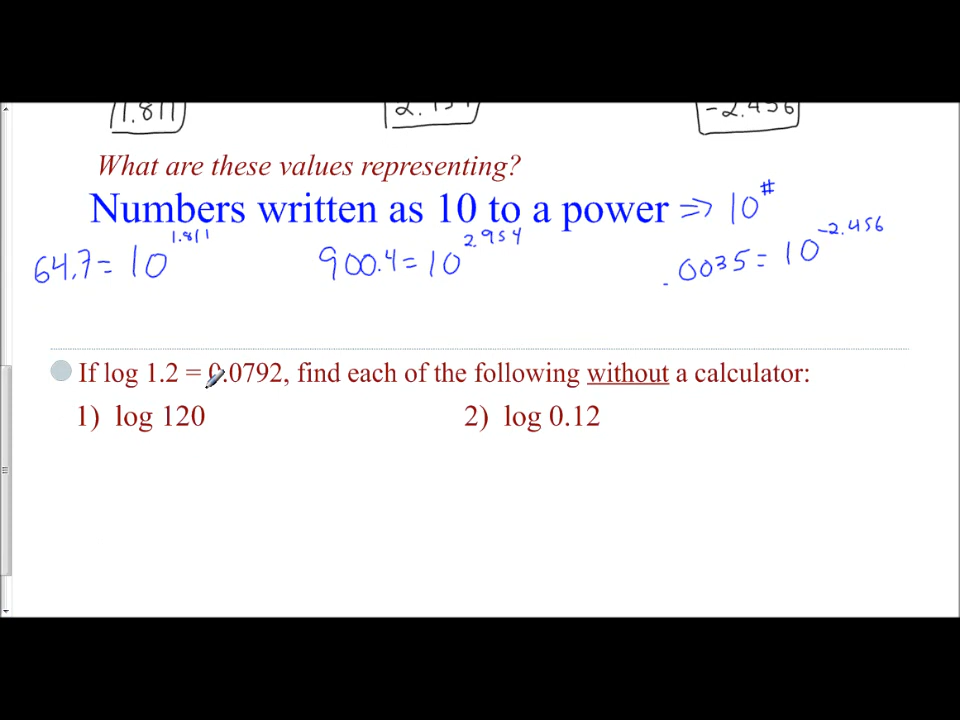 1.811 2.954 -2.456
What are these values representing?
Numbers written as 10 to a power => 10^#
64.7 = 10^1.811 900.4 = 10^2.954 .0035 = 10^-2.456
If log 1.2 = 0.0792, find each of the following without a calculator:
1) log 120 2) log 0.12